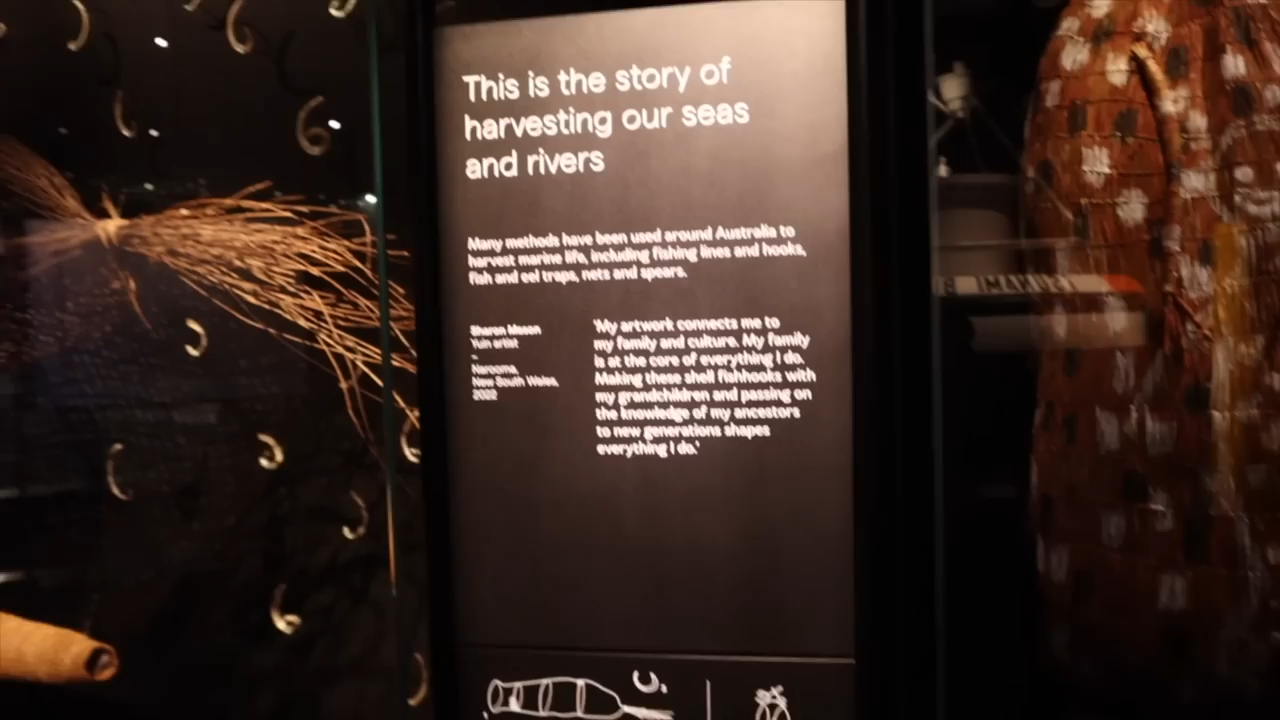 This is the story of
harvesting our seas
and rivers
Many methods have been used around Australia to
harvest marine life, including fishing lines and hooks,
fish and eel traps, nets and spears.
Sharon Mason
Yuin artist
–
Narooma,
New South Wales,
2022
'My artwork connects me to
my family and culture. My family
is at the core of everything I do.
Making these shell fishhooks with
my grandchildren and passing on
the knowledge of my ancestors
to new generations shapes
everything I do.'